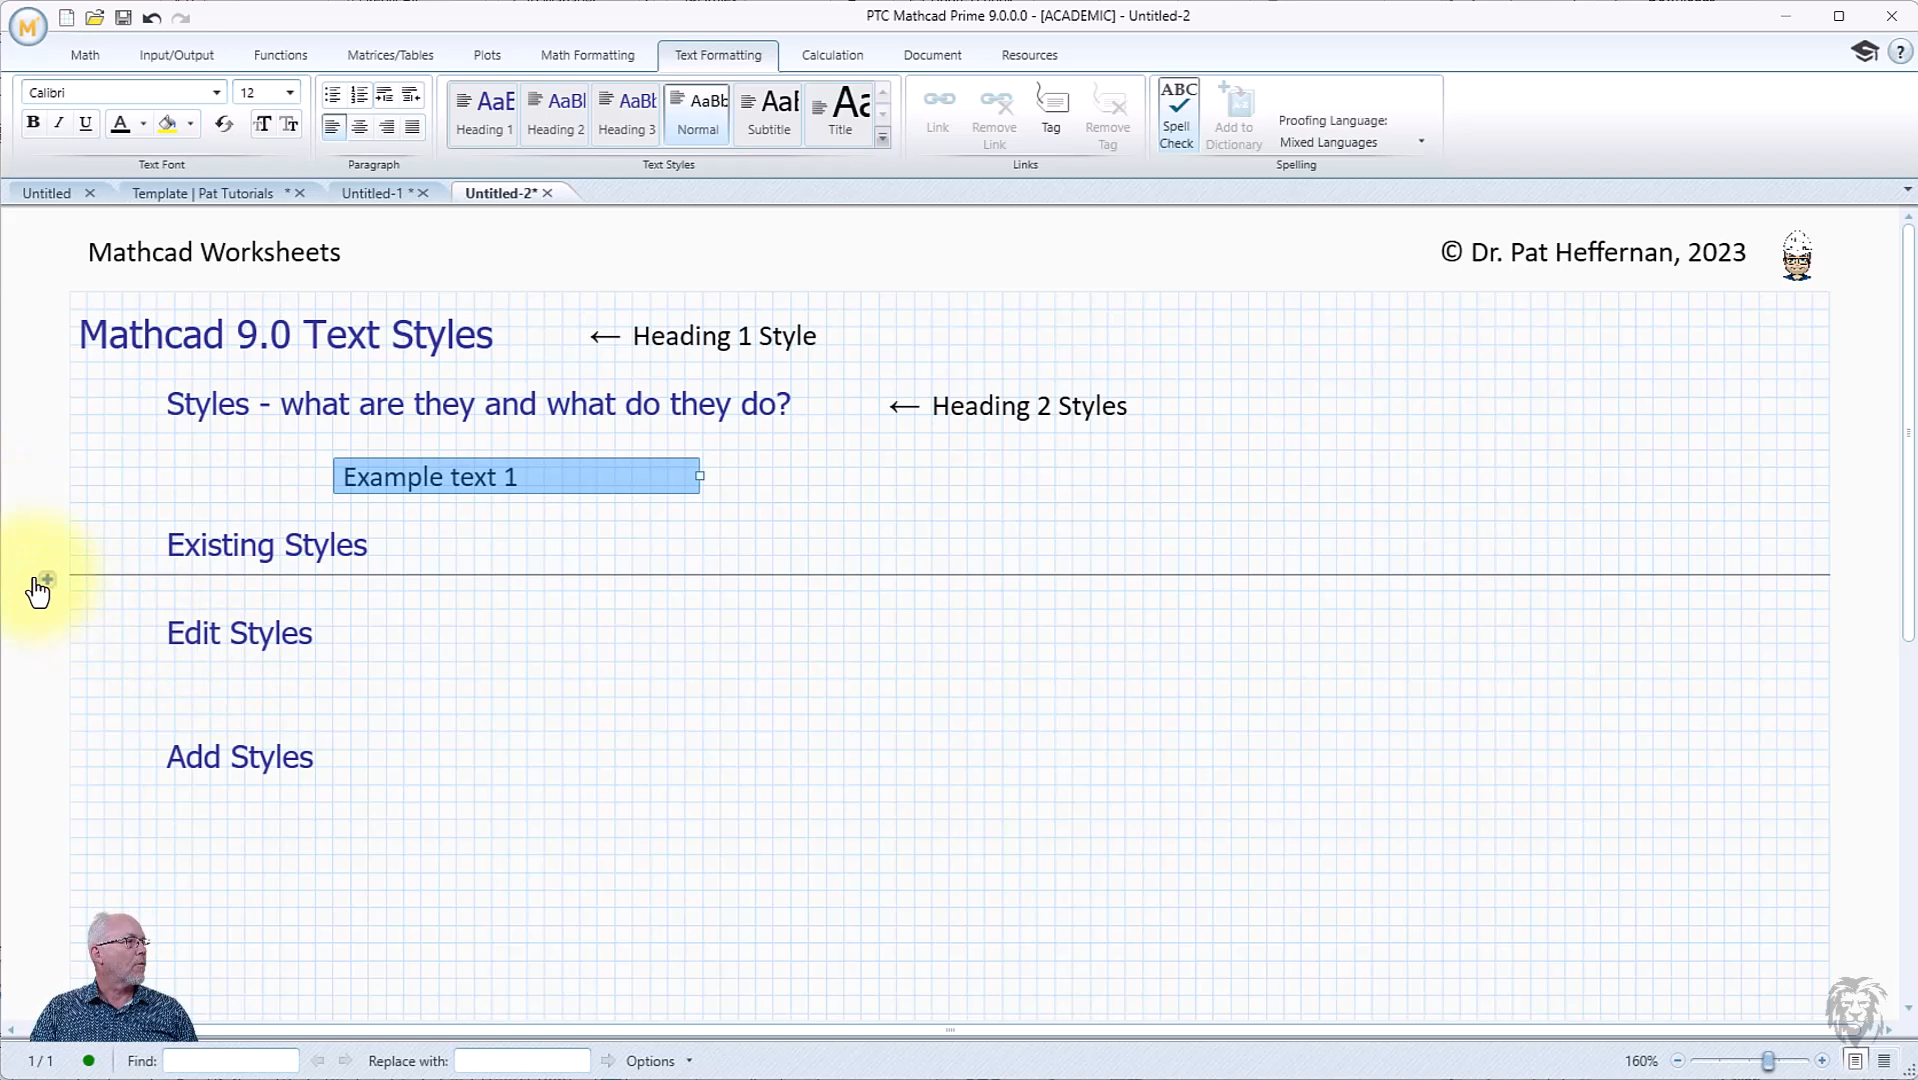 PTC Mathcad Prime 9.0.0.0 - [ACADEMIC] - Untitled-2
Math
Input/Output
Functions
Matrices/Tables
Plots
Math Formatting
Text Formatting
Calculation
Document
Resources
Calibri
12
B I U
Text Font
Paragraph
AaB
Heading 1
AaBl
Heading 2
AaBb
Heading 3
AaBb
Normal
AaB
Subtitle
Aa
Title
Text Styles
Link
Remove Link
Tag
Remove Tag
Links
ABC
Spell Check
A-Z
Add to Dictionary
Proofing Language:
Mixed Languages
Spelling
Untitled
Template | Pat Tutorials *
Untitled-1 *
Untitled-2*
Mathcad Worksheets
© Dr. Pat Heffernan, 2023
Mathcad 9.0 Text Styles
← Heading 1 Style
Styles - what are they and what do they do?
← Heading 2 Styles
Example text 1
Existing Styles
Edit Styles
Add Styles
1 / 1
Find:
Replace with:
Options
160%